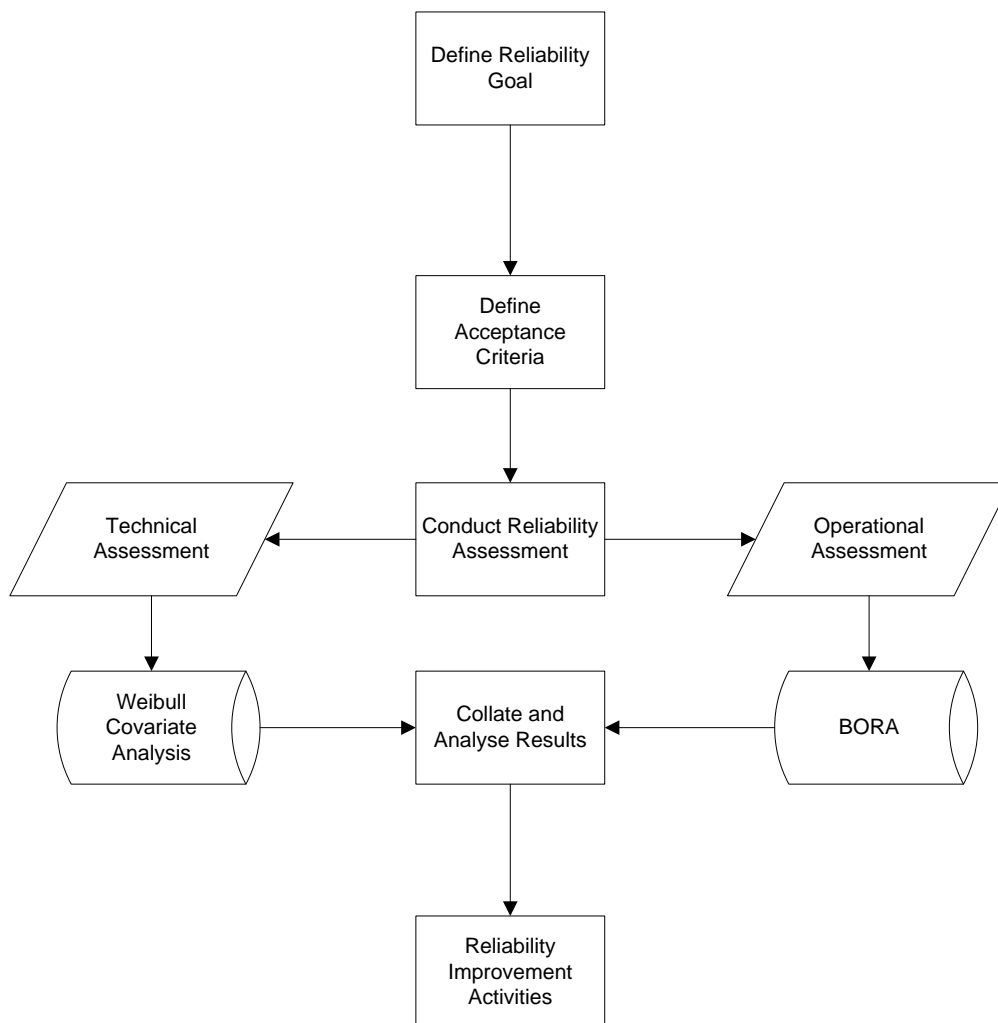 Define Reliability
Goal
Define
Acceptance
Criteria
Technical
Assessment
Conduct Reliability
Assessment
Operational
Assessment
Weibull
Covariate
Analysis
Collate and
Analyse Results
BORA
Reliability
Improvement
Activities